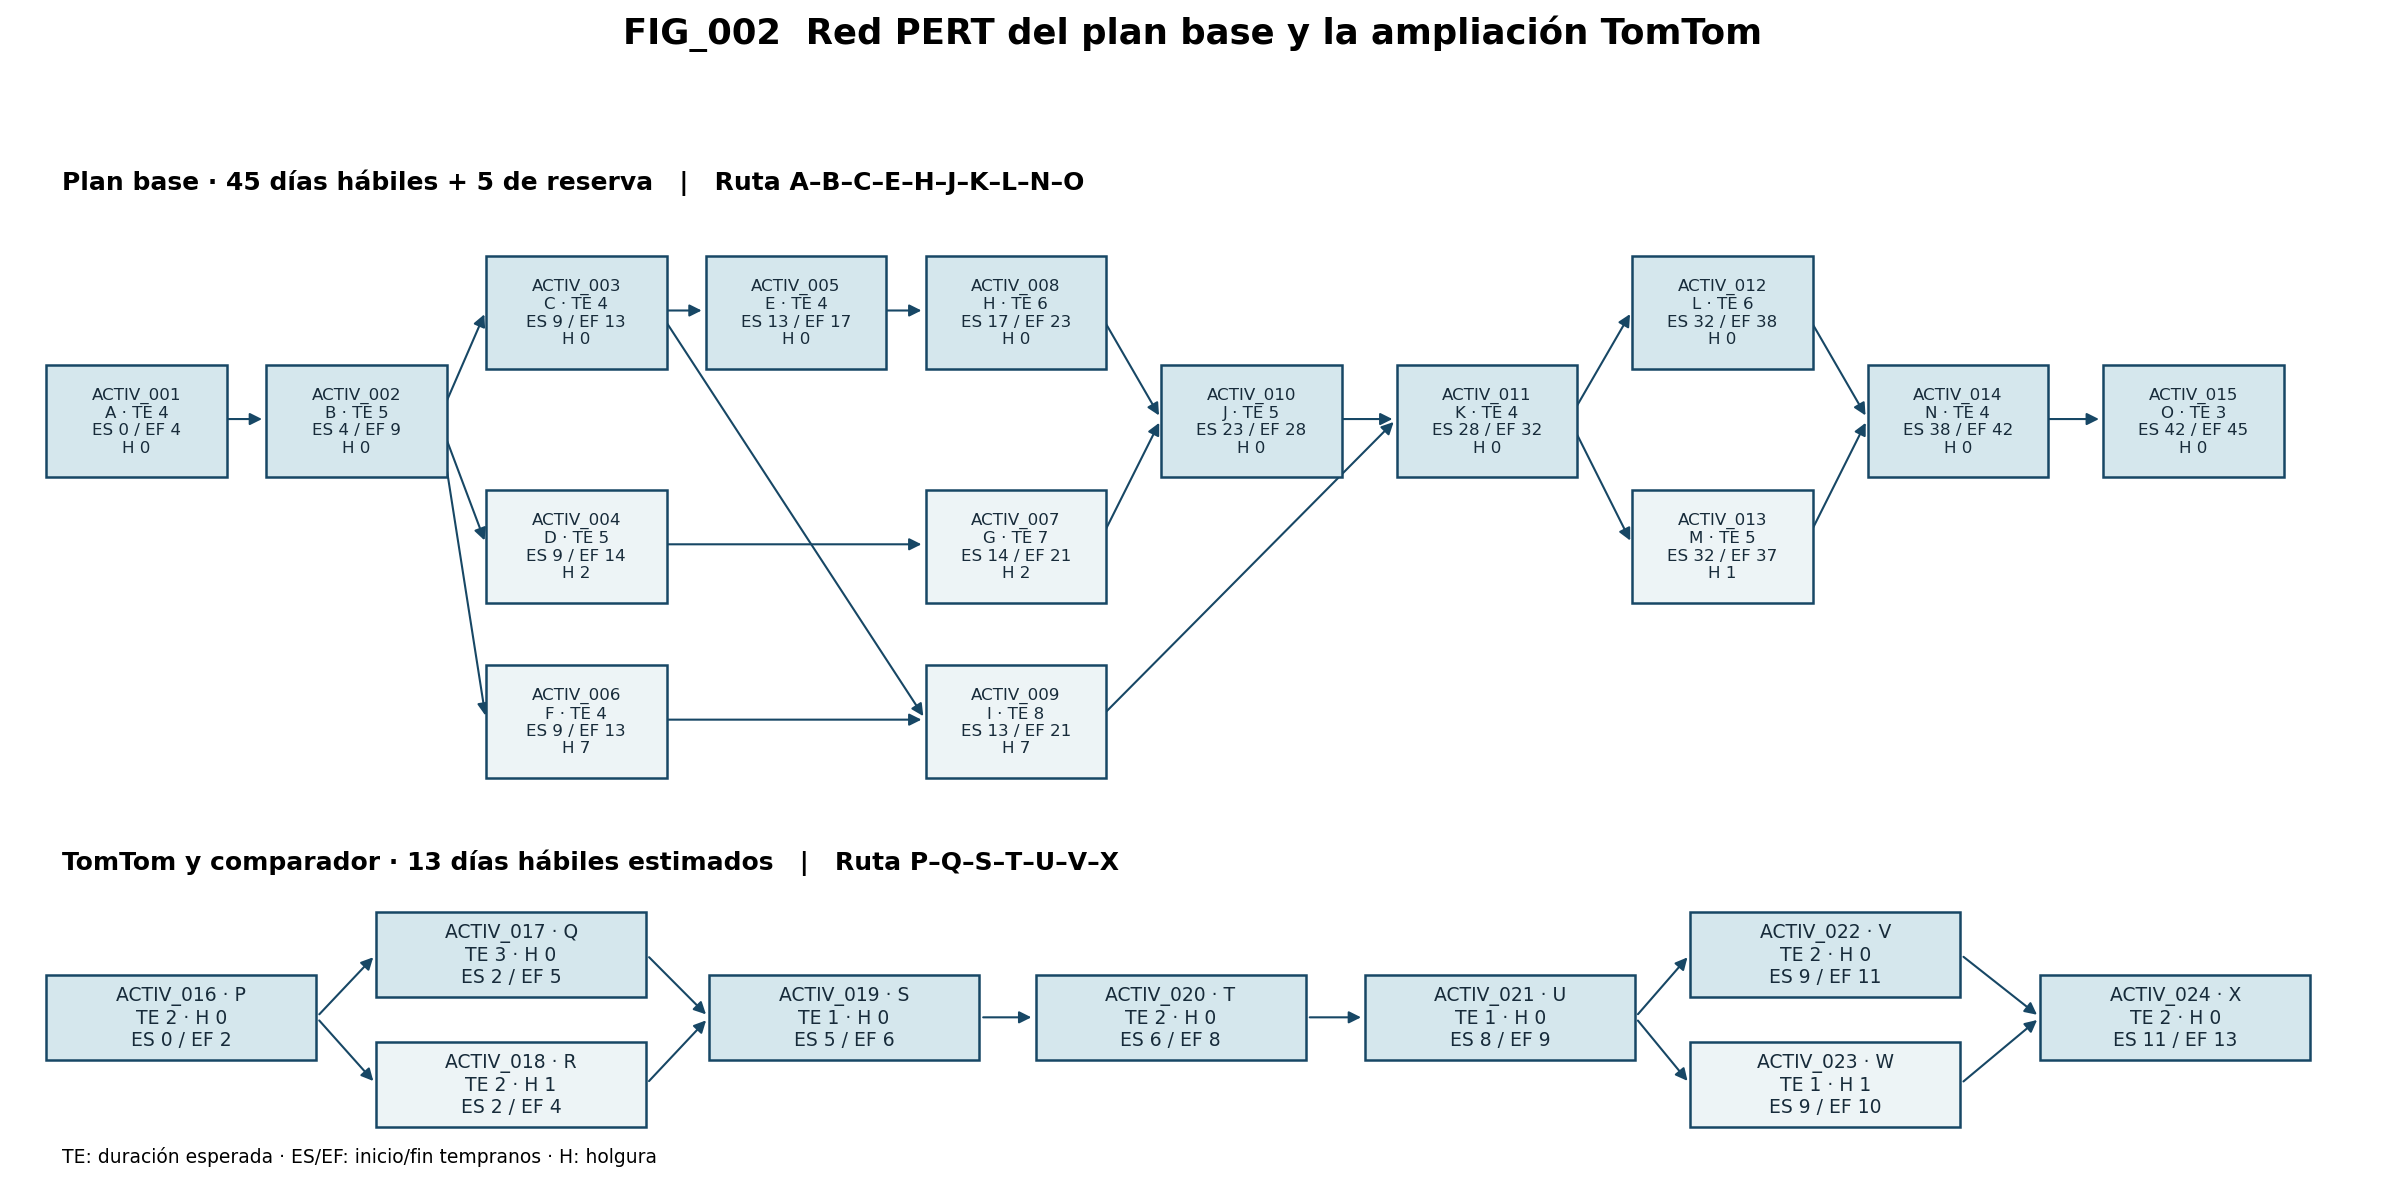 FIG_002  Red PERT del plan base y la ampliación TomTom
Plan base · 45 días hábiles + 5 de reserva   |   Ruta A–B–C–E–H–J–K–L–N–O
ACTIV_001
A · TE 4
ES 0 / EF 4
H 0
ACTIV_002
B · TE 5
ES 4 / EF 9
H 0
ACTIV_003
C · TE 4
ES 9 / EF 13
H 0
ACTIV_005
E · TE 4
ES 13 / EF 17
H 0
ACTIV_008
H · TE 6
ES 17 / EF 23
H 0
ACTIV_004
D · TE 5
ES 9 / EF 14
H 2
ACTIV_007
G · TE 7
ES 14 / EF 21
H 2
ACTIV_006
F · TE 4
ES 9 / EF 13
H 7
ACTIV_009
I · TE 8
ES 13 / EF 21
H 7
ACTIV_010
J · TE 5
ES 23 / EF 28
H 0
ACTIV_011
K · TE 4
ES 28 / EF 32
H 0
ACTIV_012
L · TE 6
ES 32 / EF 38
H 0
ACTIV_013
M · TE 5
ES 32 / EF 37
H 1
ACTIV_014
N · TE 4
ES 38 / EF 42
H 0
ACTIV_015
O · TE 3
ES 42 / EF 45
H 0
TomTom y comparador · 13 días hábiles estimados   |   Ruta P–Q–S–T–U–V–X
ACTIV_016 · P
TE 2 · H 0
ES 0 / EF 2
ACTIV_017 · Q
TE 3 · H 0
ES 2 / EF 5
ACTIV_018 · R
TE 2 · H 1
ES 2 / EF 4
ACTIV_019 · S
TE 1 · H 0
ES 5 / EF 6
ACTIV_020 · T
TE 2 · H 0
ES 6 / EF 8
ACTIV_021 · U
TE 1 · H 0
ES 8 / EF 9
ACTIV_022 · V
TE 2 · H 0
ES 9 / EF 11
ACTIV_023 · W
TE 1 · H 1
ES 9 / EF 10
ACTIV_024 · X
TE 2 · H 0
ES 11 / EF 13
TE: duración esperada · ES/EF: inicio/fin tempranos · H: holgura